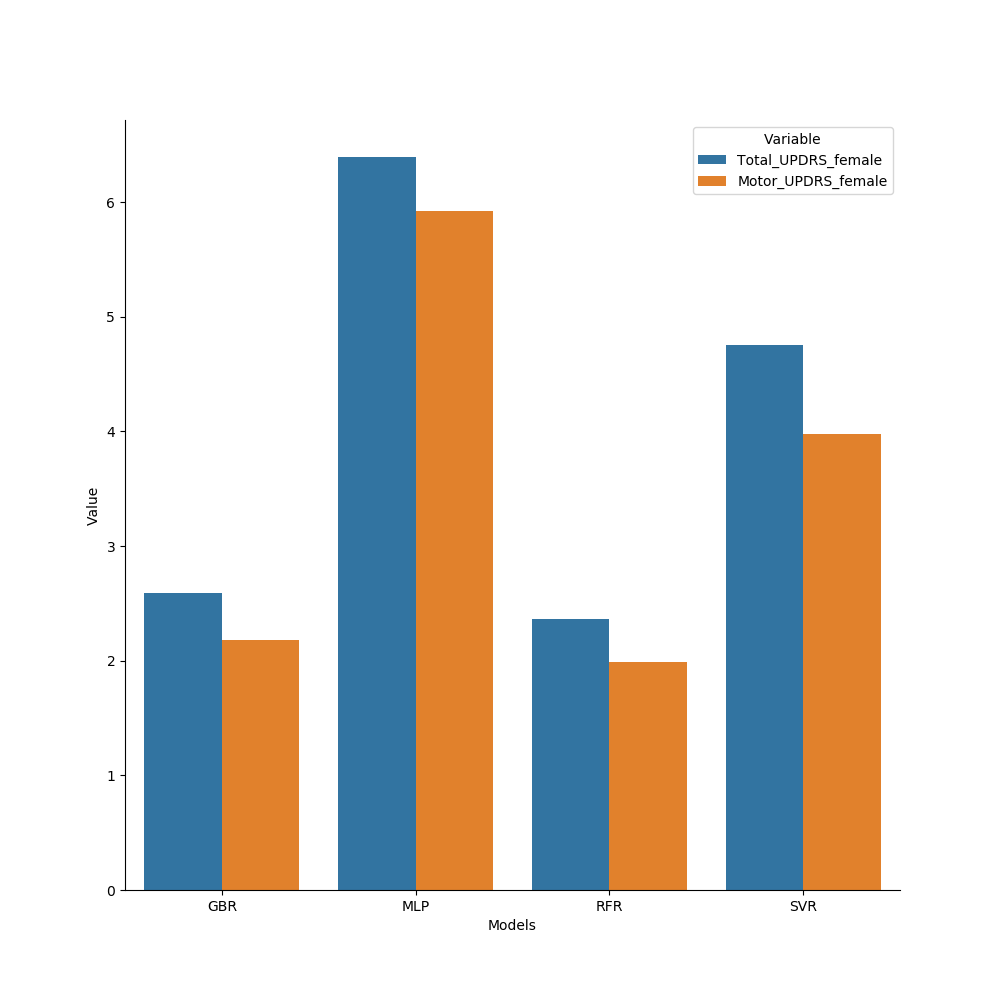 Variable
Total_UPDRS_female
Motor_UPDRS_female
6
5
4
3
2
1
0
Value
GBR MLP RFR SVR
Models